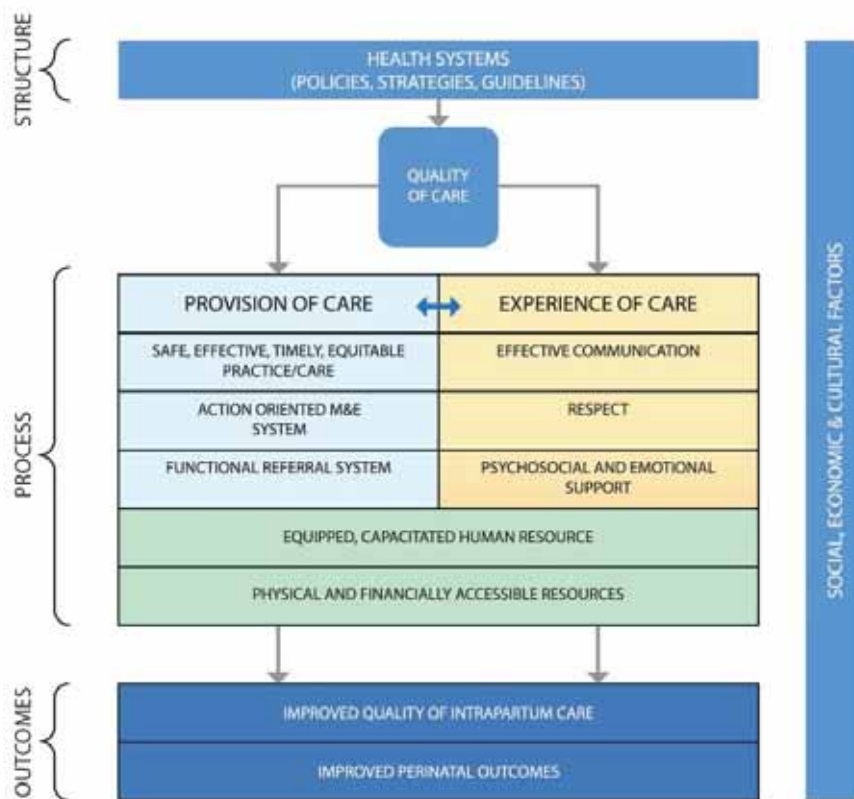 STRUCTURE
HEALTH SYSTEMS
(POLICIES, STRATEGIES, GUIDELINES)
QUALITY
OF CARE
PROCESS
PROVISION OF CARE
EXPERIENCE OF CARE
SAFE, EFFECTIVE, TIMELY, EQUITABLE
PRACTICE/CARE
EFFECTIVE COMMUNICATION
ACTION ORIENTED M&E
SYSTEM
RESPECT
FUNCTIONAL REFERRAL SYSTEM
PSYCHOSOCIAL AND EMOTIONAL
SUPPORT
EQUIPPED, CAPACITATED HUMAN RESOURCE
PHYSICAL AND FINANCIALLY ACCESSIBLE RESOURCES
OUTCOMES
IMPROVED QUALITY OF INTRAPARTUM CARE
IMPROVED PERINATAL OUTCOMES
SOCIAL, ECONOMIC & CULTURAL FACTORS